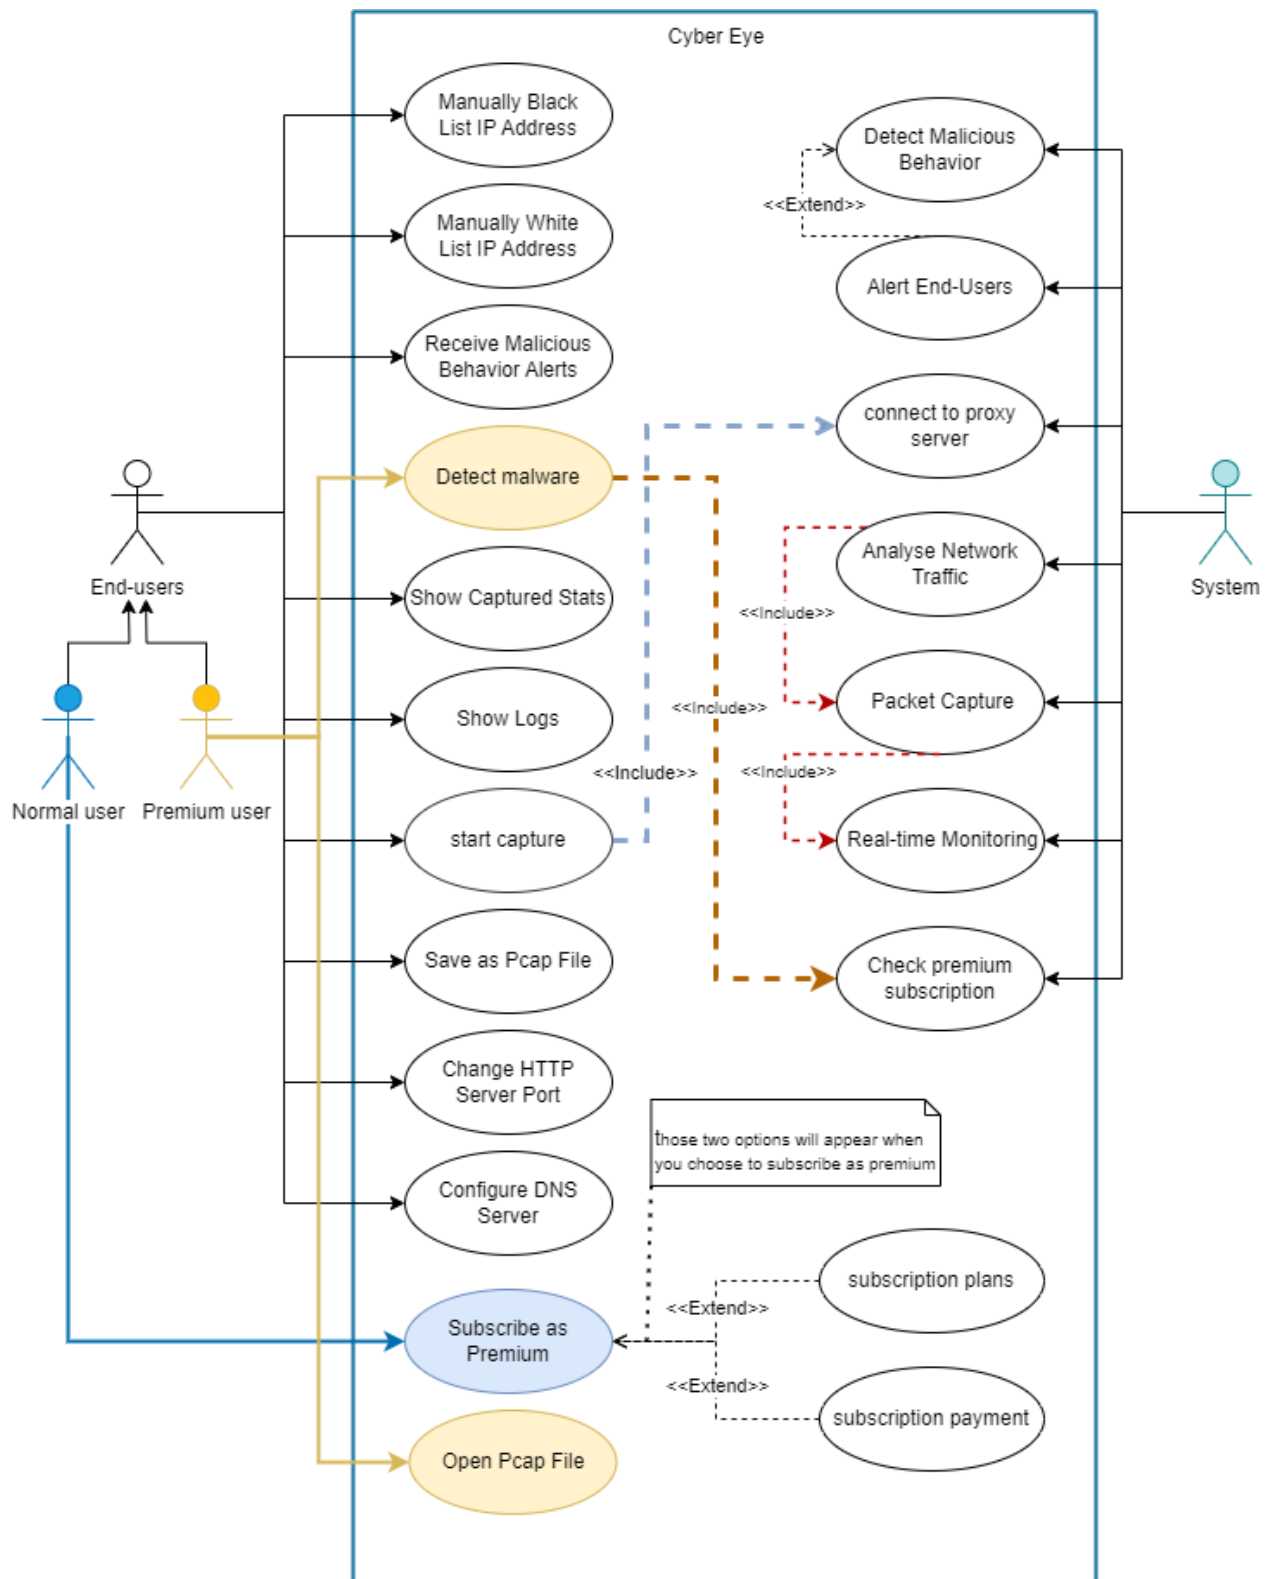 Cyber Eye
Manually Black
List IP Address
Manually White
List IP Address
Receive Malicious
Behavior Alerts
Detect malware
Show Captured Stats
Show Logs
start capture
Save as Pcap File
Change HTTP
Server Port
Configure DNS
Server
Subscribe as
Premium
Open Pcap File
End-users
Normal user
Premium user
Detect Malicious
Behavior
<<Extend>>
Alert End-Users
connect to proxy
server
Analyse Network
Traffic
<<Include>>
Packet Capture
<<Include>>
<<Include>>
<<Include>>
Real-time Monitoring
Check premium
subscription
System
those two options will appear when
you choose to subscribe as premium
subscription plans
<<Extend>>
<<Extend>>
subscription payment